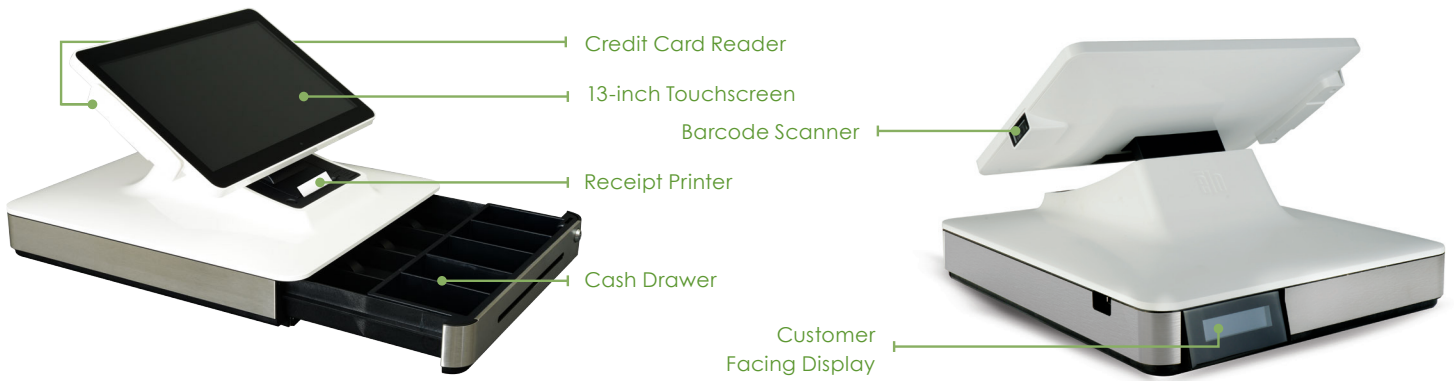 Credit Card Reader
13-inch Touchscreen
Barcode Scanner
Receipt Printer
Cash Drawer
Customer
Facing Display